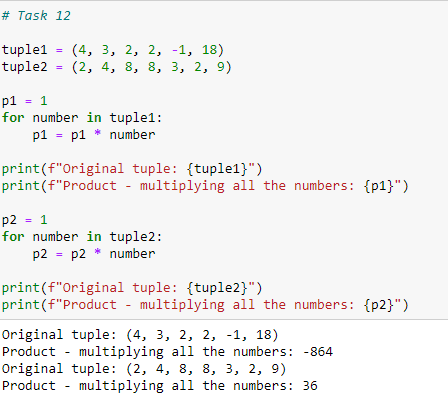 # Task 12
tuple1 = (4, 3, 2, 2, -1, 18)
tuple2 = (2, 4, 8, 8, 3, 2, 9)
p1 = 1
for number in tuple1:
    p1 = p1 * number
print(f"Original tuple: {tuple1}")
print(f"Product - multiplying all the numbers: {p1}")
p2 = 1
for number in tuple2:
    p2 = p2 * number
print(f"Original tuple: {tuple2}")
print(f"Product - multiplying all the numbers: {p2}")
Original tuple: (4, 3, 2, 2, -1, 18)
Product - multiplying all the numbers: -864
Original tuple: (2, 4, 8, 8, 3, 2, 9)
Product - multiplying all the numbers: 36